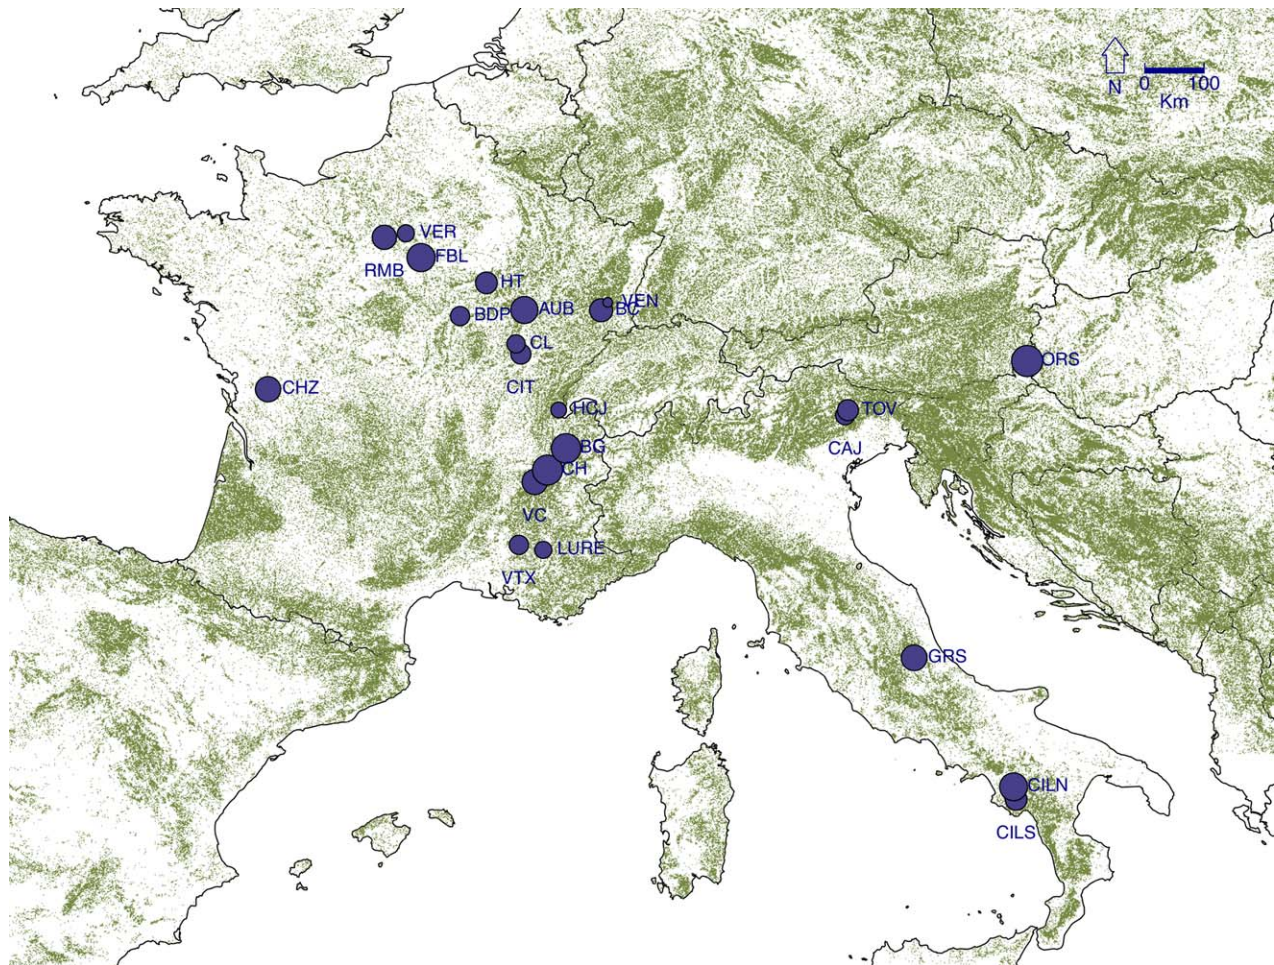 N
0 100
Km
VER
RMB
FBL
HT
BDP
AUB
VEN
BC
CL
CIT
CHZ
ORS
HCJ
TOV
CAJ
BG
CH
VC
LURE
VTX
GRS
CILN
CILS